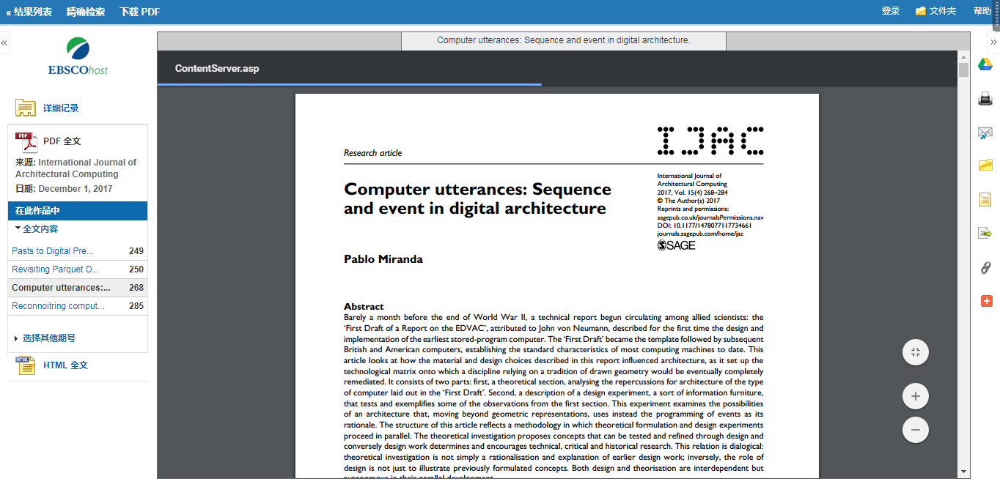 « 结果列表 精确检索 下载 PDF 登录 文件夹 帮助
Computer utterances: Sequence and event in digital architecture.
EBSCOhost
ContentServer.asp
详细记录
PDF
PDF 全文
来源: International Journal of
Architectural Computing
日期: December 1, 2017
在此作品中
全文内容
Pasts to Digital Pre... 249
Revisiting Parquet D... 250
Computer utterances:... 268
Reconnoitring comput... 285
选择其他期号
HTML
HTML 全文
Research article
IJAC
Computer utterances: Sequence
and event in digital architecture
International Journal of
Architectural Computing
2017, Vol. 15(4) 268–284
© The Author(s) 2017
Reprints and permissions:
sagepub.co.uk/journalsPermissions.nav
DOI: 10.1177/1478077117734661
journals.sagepub.com/home/jac
SAGE
Pablo Miranda
Abstract
Barely a month before the end of World War II, a technical report begun circulating among allied scientists: the
‘First Draft of a Report on the EDVAC’, attributed to John von Neumann, described for the first time the design and
implementation of the earliest stored-program computer. The ‘First Draft’ became the template followed by subsequent
British and American computers, establishing the standard characteristics of most computing machines to date. This
article looks at how the material and design choices described in this report influenced architecture, as it set up the
technological matrix onto which a discipline relying on a tradition of drawn geometry would be eventually completely
remediated. It consists of two parts: first, a theoretical section, analysing the repercussions for architecture of the type
of computer laid out in the ‘First Draft’. Second, a description of a design experiment, a sort of information furniture,
that tests and exemplifies some of the observations from the first section. This experiment examines the possibilities
of an architecture that, moving beyond geometric representations, uses instead the programming of events as its
rationale. The structure of this article reflects a methodology in which theoretical formulation and design experiments
proceed in parallel. The theoretical investigation proposes concepts that can be tested and refined through design and
conversely design work determines and encourages technical, critical and historical research. This relation is dialogical:
theoretical investigation is not simply a rationalisation and explanation of earlier design work; inversely, the role of
design is not just to illustrate previously formulated concepts. Both design and theorisation are interdependent but
autonomous in their parallel development.